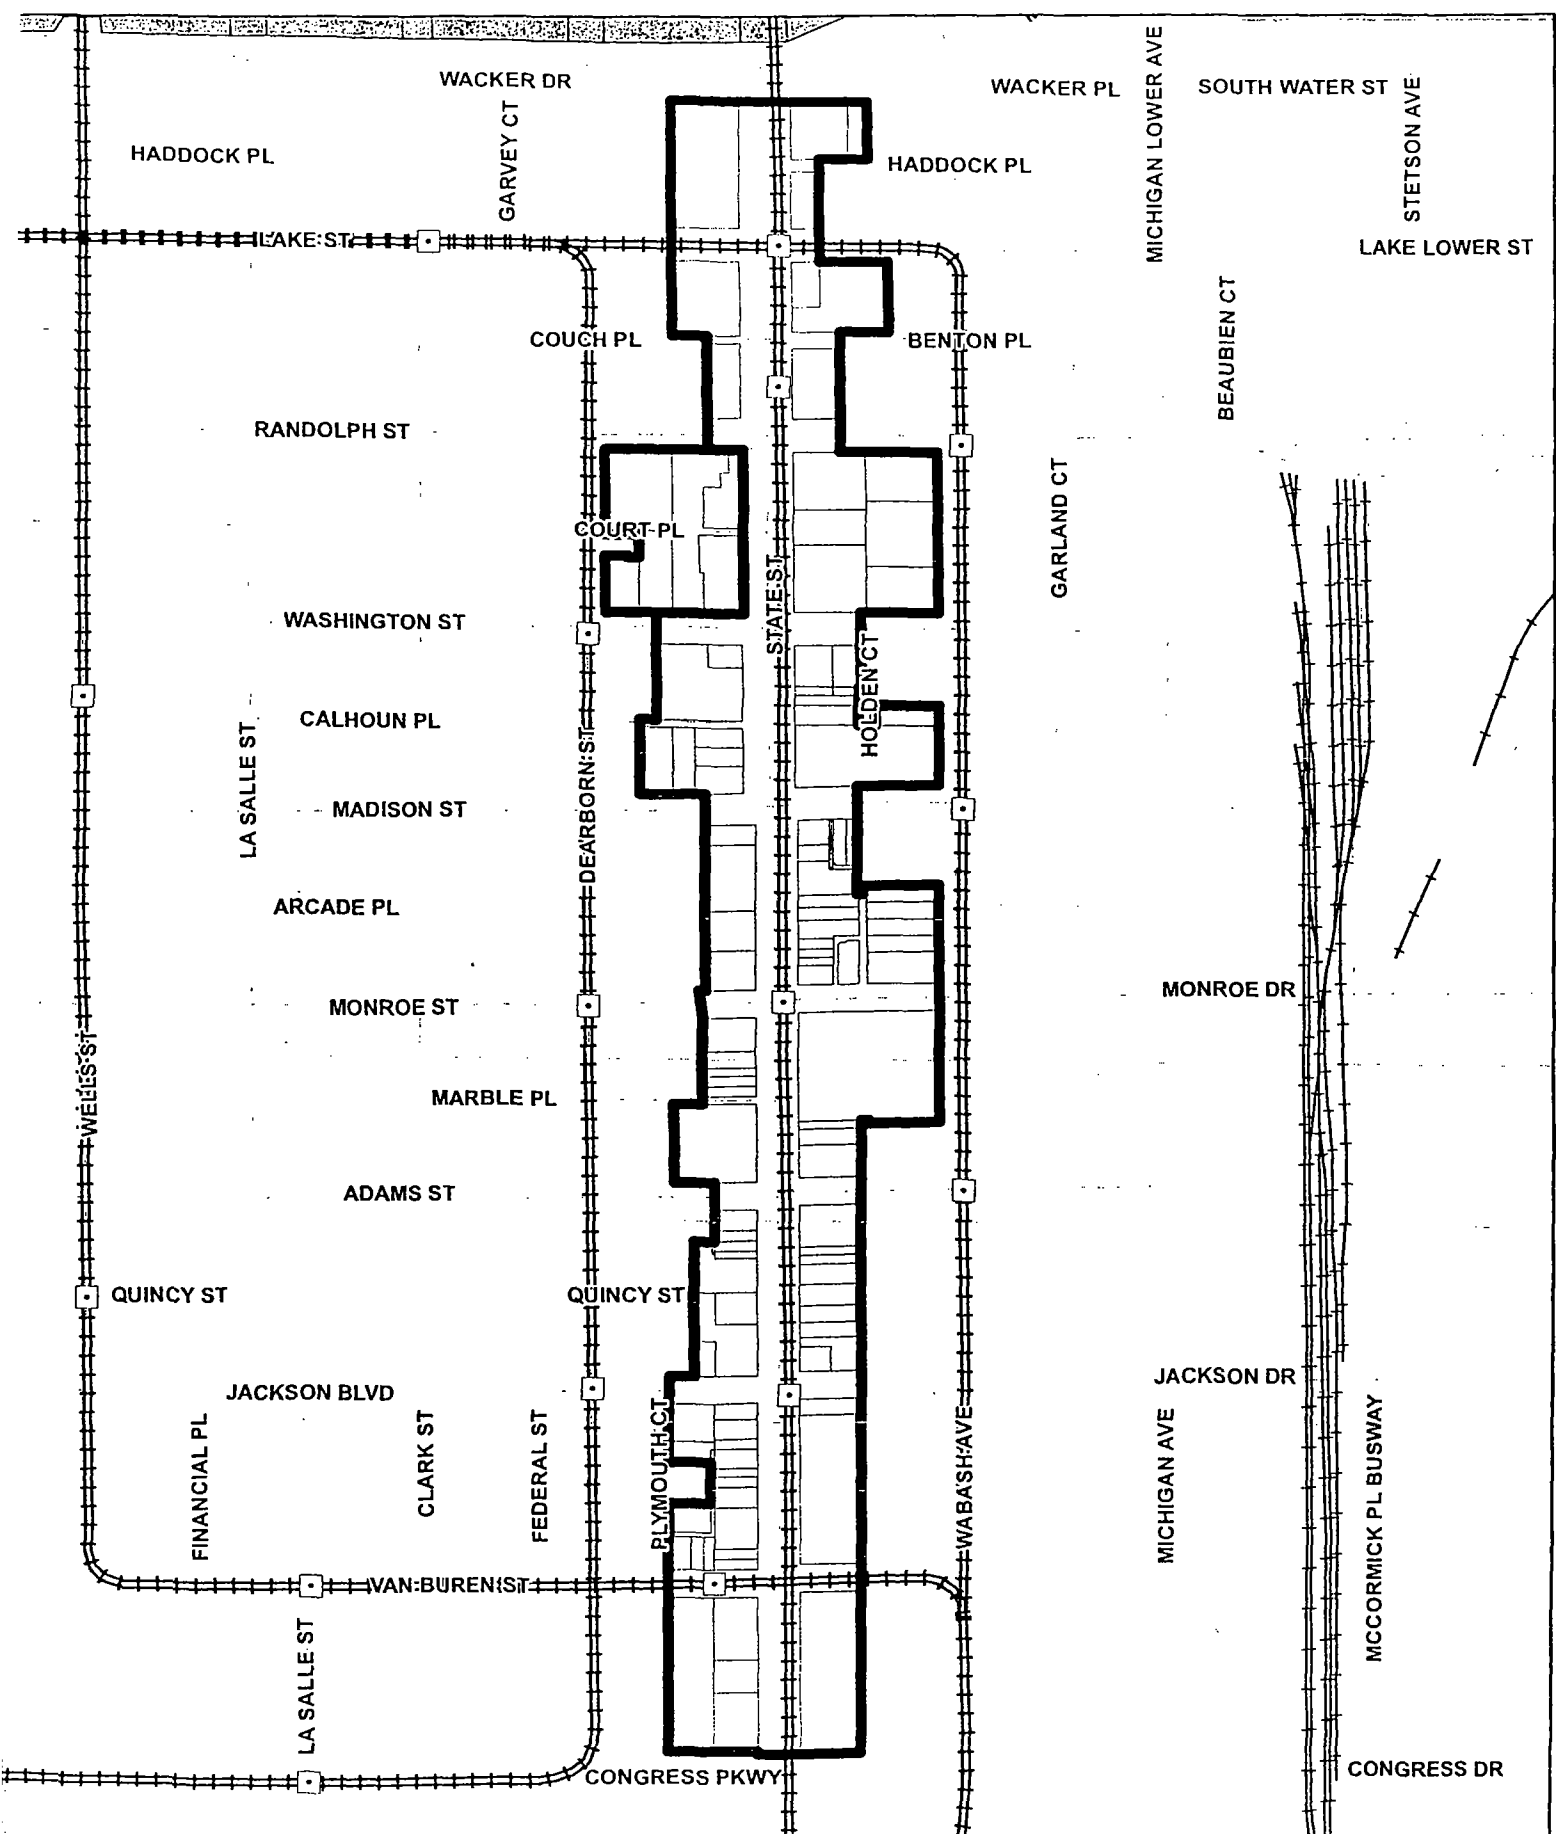 WACKER DR
WACKER PL
SOUTH WATER ST
MICHIGAN LOWER AVE
STETSON AVE
GARVEY CT
HADDOCK PL
HADDOCK PL
LAKE ST
LAKE LOWER ST
BEAUBIEN CT
COUCH PL
BENTON PL
RANDOLPH ST
GARLAND CT
COURT PL
STATE ST
WASHINGTON ST
HOLDEN CT
CALHOUN PL
LA SALLE ST
DEARBORN ST
MADISON ST
ARCADE PL
MONROE DR
MONROE ST
WELLS ST
MARBLE PL
ADAMS ST
QUINCY ST
QUINCY ST
JACKSON DR
JACKSON BLVD
FINANCIAL PL
CLARK ST
FEDERAL ST
PLYMOUTH CT
WABASH AVE
MICHIGAN AVE
MCCORMICK PL BUSWAY
VAN BUREN ST
LA SALLE ST
CONGRESS PKWY
CONGRESS DR